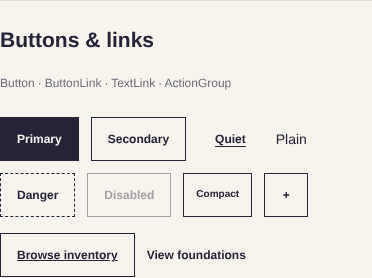 Buttons & links
Button · ButtonLink · TextLink · ActionGroup
Primary Secondary Quiet Plain
Danger Disabled Compact +
Browse inventory View foundations